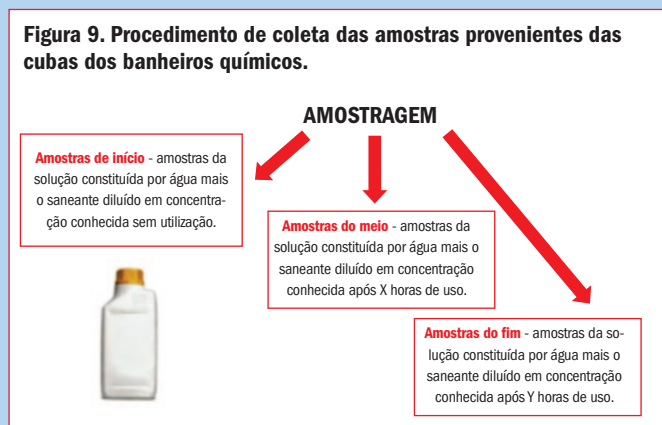 Figura 9. Procedimento de coleta das amostras provenientes das
cubas dos banheiros químicos.
AMOSTRAGEM
Amostras de início - amostras da
solução constituída por água mais
o saneante diluído em concentra-
ção conhecida sem utilização.
Amostras do meio - amostras da
solução constituída por água mais o
saneante diluído em concentração
conhecida após X horas de uso.
Amostras do fim - amostras da so-
lução constituída por água mais o
saneante diluído em concentração
conhecida após Y horas de uso.